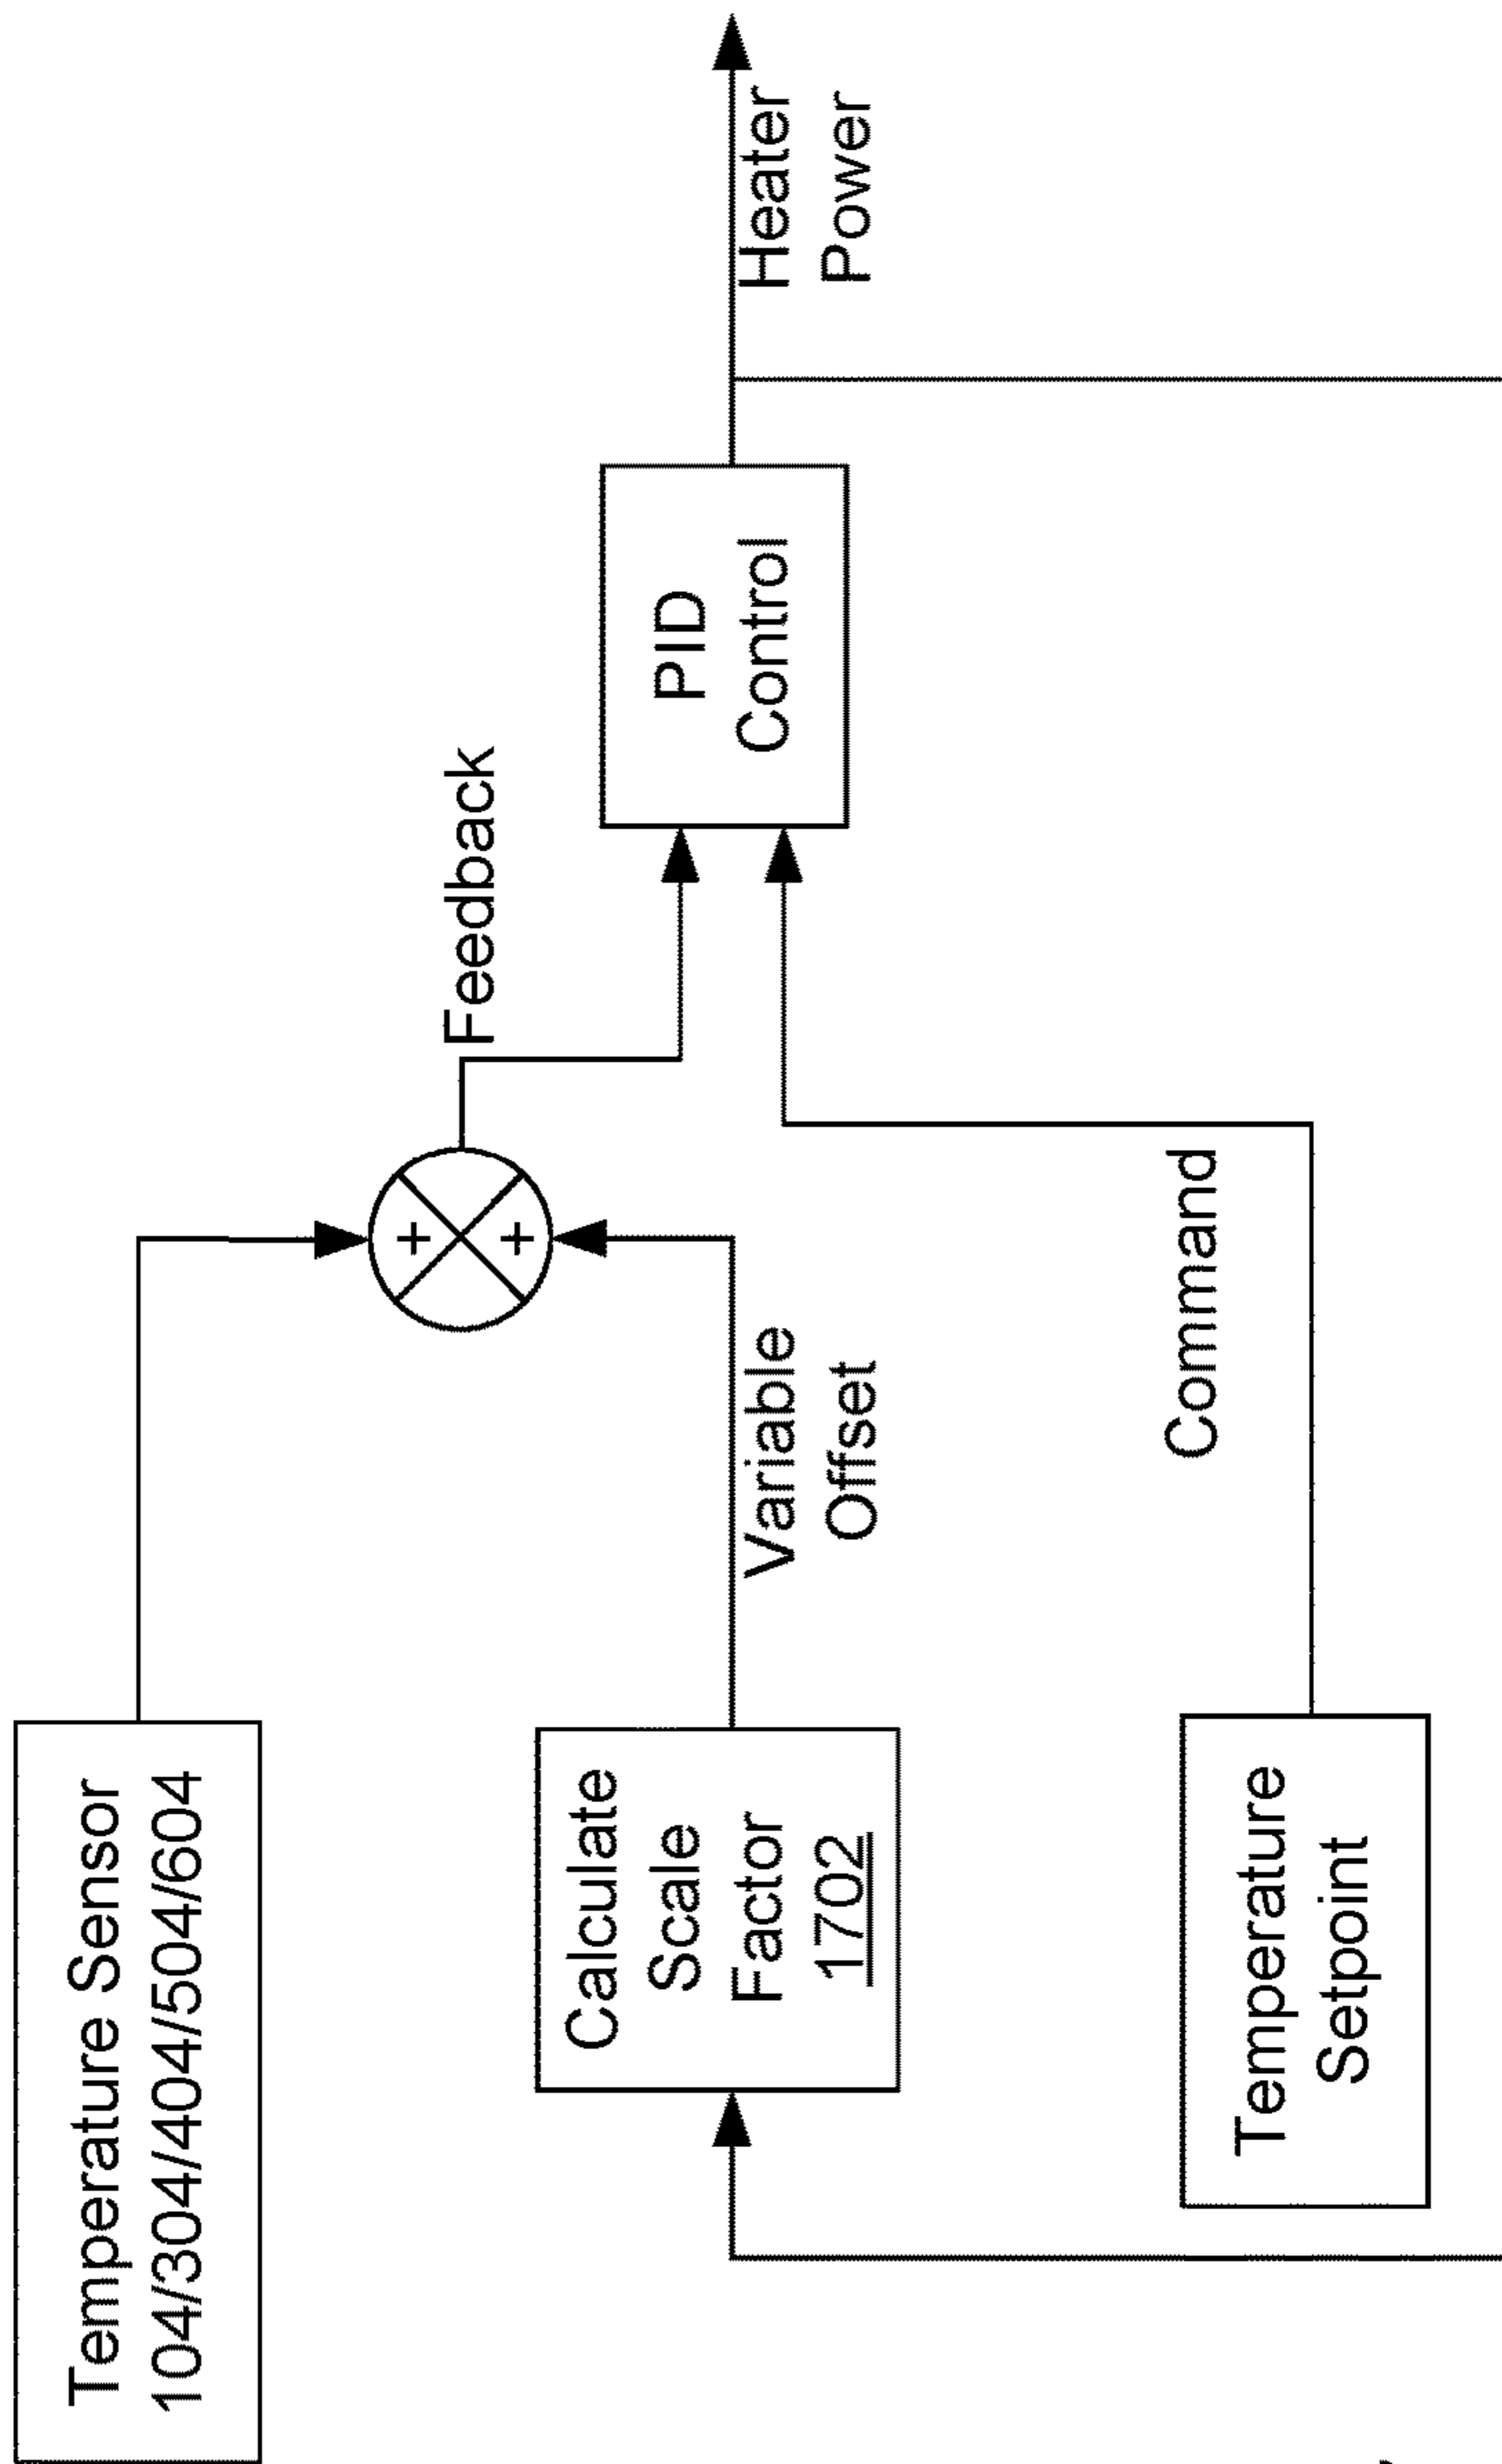 Temperature Sensor
104/304/404/504/604
Feedback
PID
Control
Heater
Power
Calculate
Scale
Factor
1702
Variable
Offset
+
+
Temperature
Setpoint
Command